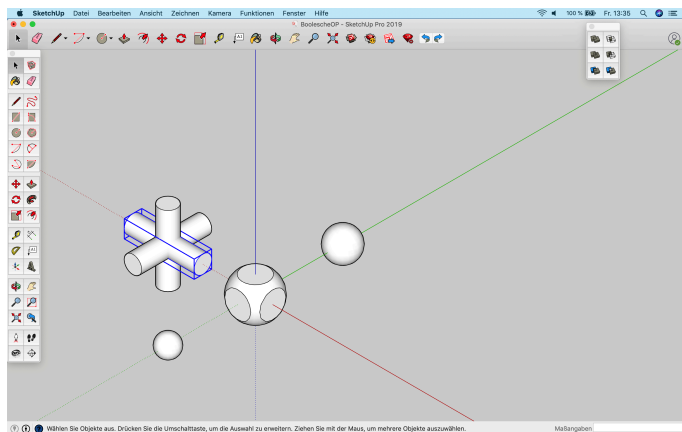 SketchUp Datei Bearbeiten Ansicht Zeichnen Kamera Funktionen Fenster Hilfe 100 % Fr. 13:35
BoolescheOP - SketchUp Pro 2019
A1
A1
Wählen Sie Objekte aus. Drücken Sie die Umschalttaste, um die Auswahl zu erweitern. Ziehen Sie mit der Maus, um mehrere Objekte auszuwählen. Maßangaben